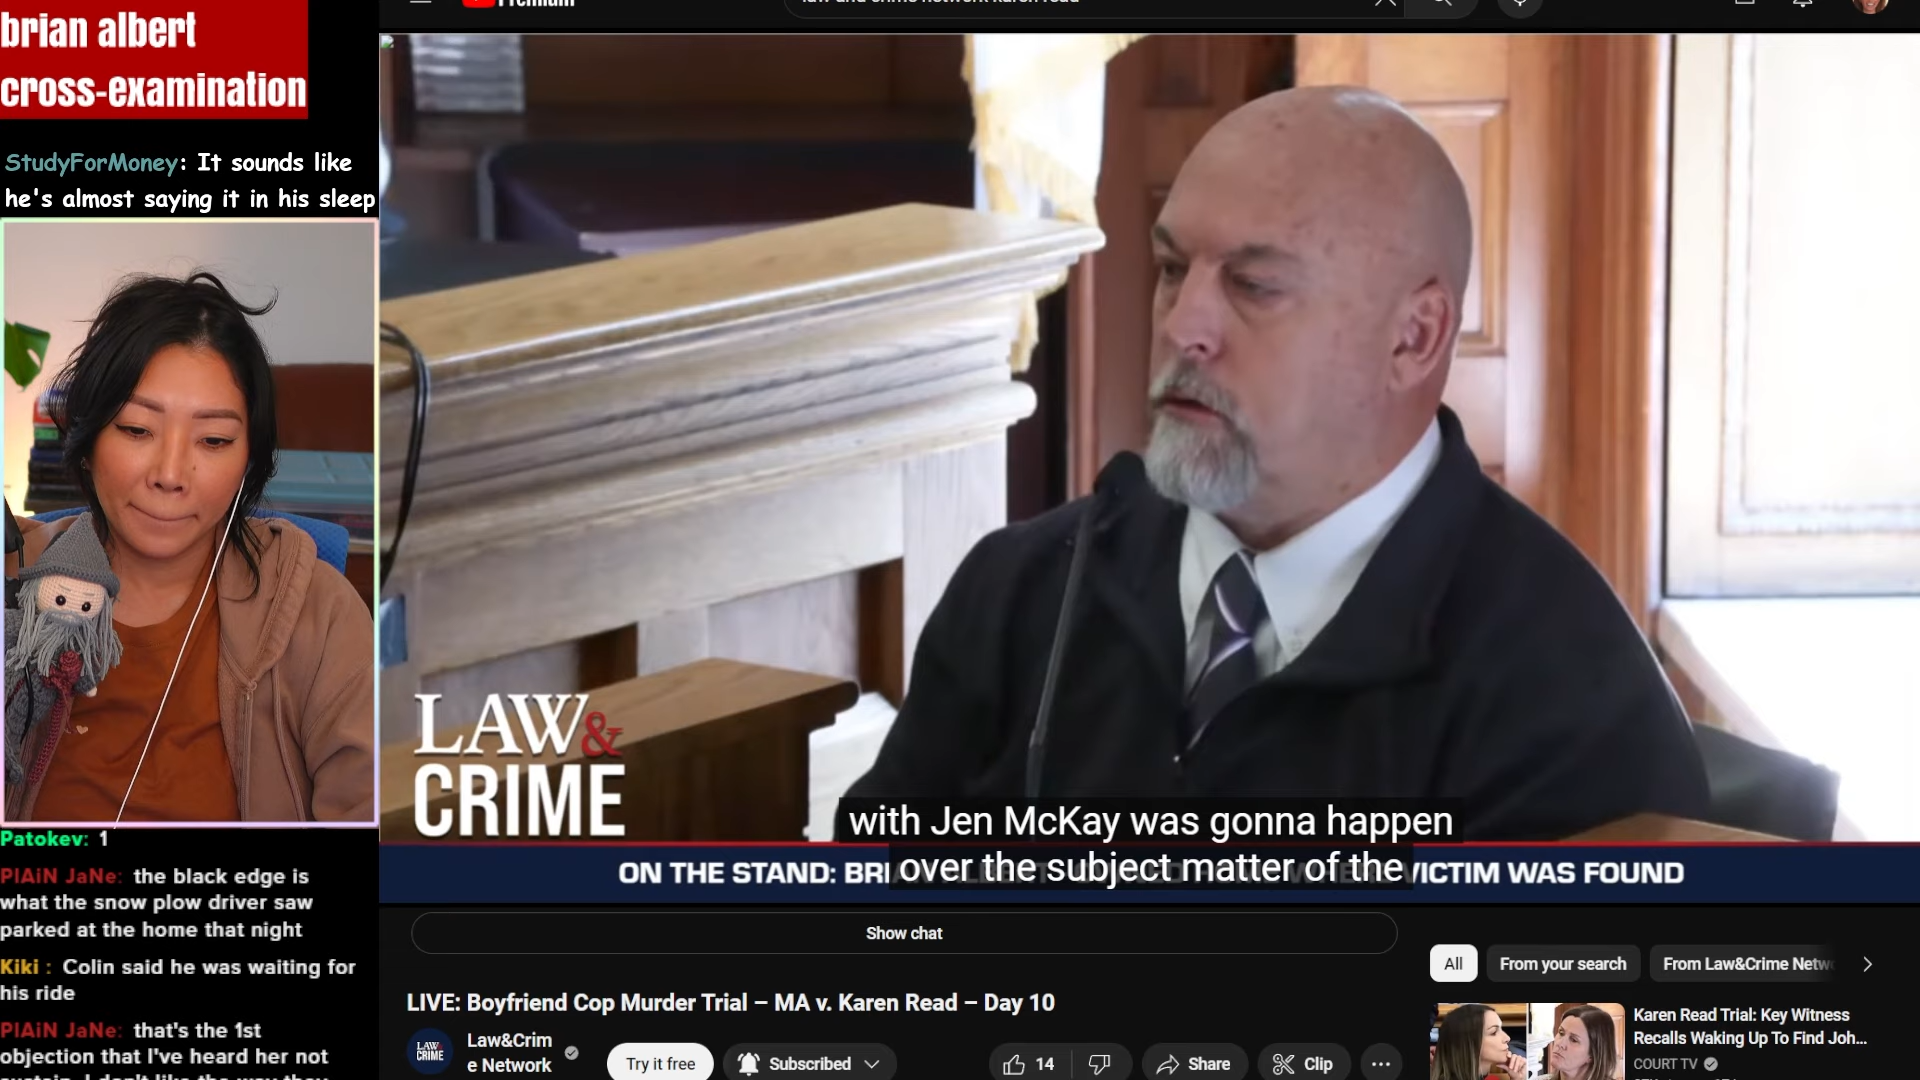 brian albert
cross-examination
StudyForMoney: It sounds like
he's almost saying it in his sleep
Patokev: 1
PlAiN JaNe: the black edge is
what the snow plow driver saw
parked at the home that night
Kiki : Colin said he was waiting for
his ride
PlAiN JaNe: that's the 1st
objection that I've heard her not
Premium
LAW&
CRIME
with Jen McKay was gonna happen
over the subject matter of the
ON THE STAND: BRI
VICTIM WAS FOUND
Show chat
LIVE: Boyfriend Cop Murder Trial – MA v. Karen Read – Day 10
LAW&
CRIME
Law&Crim
e Network
Try it free
Subscribed
14
Share
Clip
All
From your search
From Law&Crime Netw
Karen Read Trial: Key Witness
Recalls Waking Up To Find Joh...
COURT TV